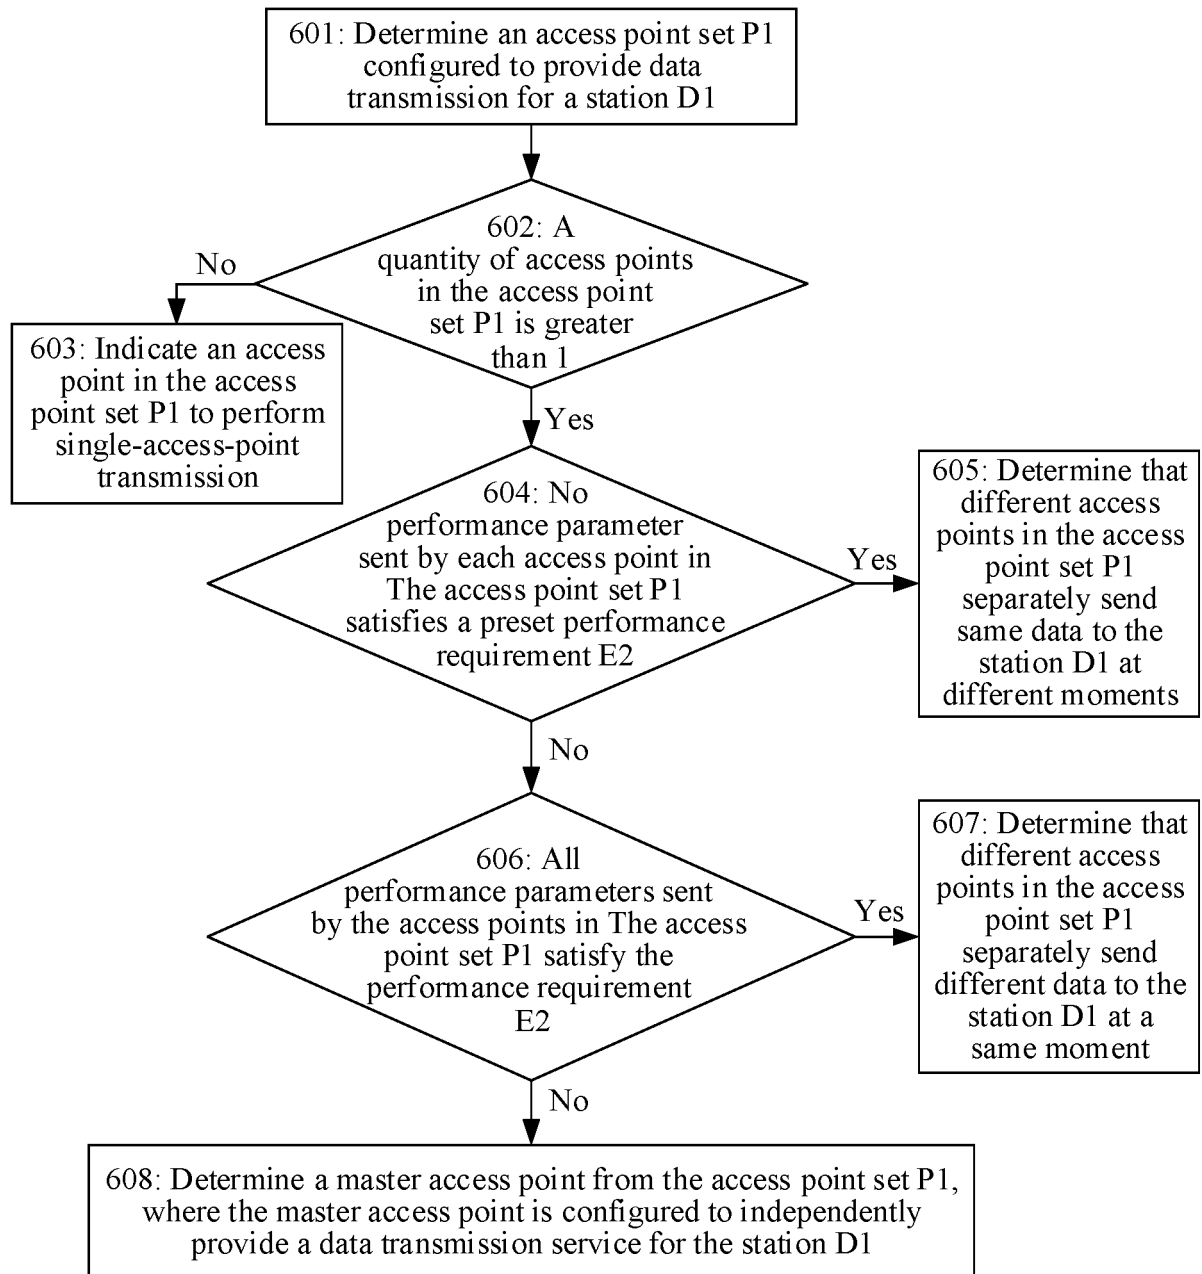 601: Determine an access point set P1
configured to provide data
transmission for a station D1
602: A
quantity of access points
in the access point
set P1 is greater
than 1
No
603: Indicate an access
point in the access
point set P1 to perform
single-access-point
transmission
Yes
604: No
performance parameter
sent by each access point in
The access point set P1
satisfies a preset performance
requirement E2
Yes
605: Determine that
different access
points in the access
point set P1
separately send
same data to the
station D1 at
different moments
No
606: All
performance parameters sent
by the access points in The access
point set P1 satisfy the
performance requirement
E2
Yes
607: Determine that
different access
points in the access
point set P1
separately send
different data to the
station D1 at a
same moment
No
608: Determine a master access point from the access point set P1,
where the master access point is configured to independently
provide a data transmission service for the station D1